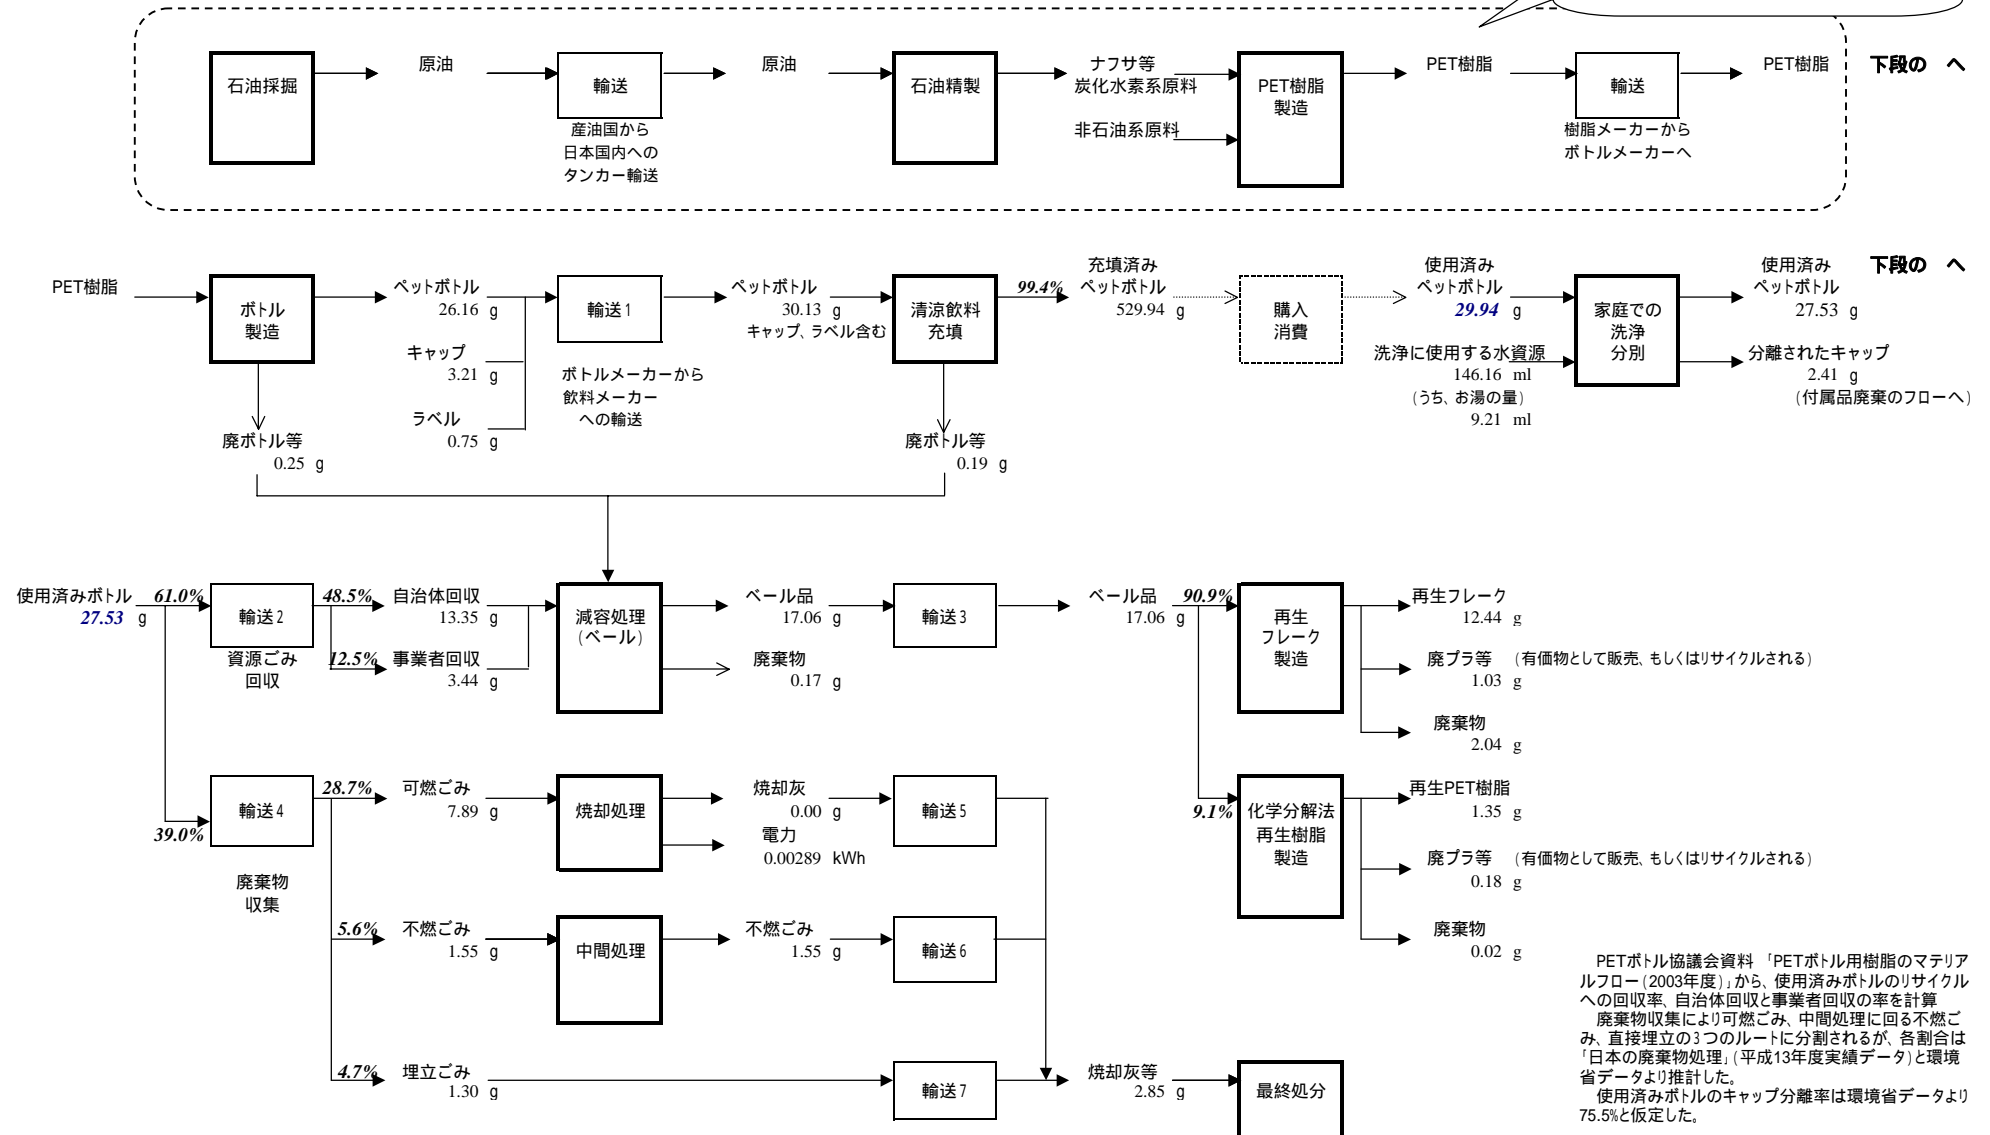 石油採掘
原油
輸送
産油国から
日本国内への
タンカー輸送
原油
石油精製
ナフサ等
炭化水素系原料
非石油系原料
PET樹脂
製造
PET樹脂
輸送
樹脂メーカーから
ボトルメーカーへ
PET樹脂
下段の へ
PET樹脂
ボトル
製造
ペットボトル
26.16 g
キャップ
3.21 g
ラベル
0.75 g
輸送1
ボトルメーカーから
飲料メーカー
への輸送
ペットボトル
30.13 g
キャップ、ラベル含む
清涼飲料
充填
99.4%
充填済み
ペットボトル
529.94 g
購入
消費
使用済み
ペットボトル
29.94 g
洗浄に使用する水資源
146.16 ml
(うち、お湯の量)
9.21 ml
家庭での
洗浄
分別
使用済み
ペットボトル
27.53 g
下段の へ
分離されたキャップ
2.41 g
(付属品廃棄のフローへ)
廃ボトル等
0.25 g
廃ボトル等
0.19 g
使用済みボトル
27.53 g
61.0%
輸送2
資源ごみ
回収
48.5%
自治体回収
13.35 g
12.5%
事業者回収
3.44 g
減容処理
(ベール)
ベール品
17.06 g
廃棄物
0.17 g
輸送3
ベール品
17.06 g
90.9%
再生
フレーク
製造
再生フレーク
12.44 g
廃プラ等 (有価物として販売、もしくはリサイクルされる)
1.03 g
廃棄物
2.04 g
39.0%
輸送4
廃棄物
収集
28.7%
可燃ごみ
7.89 g
焼却処理
焼却灰
0.00 g
電力
0.00289 kWh
輸送5
9.1%
化学分解法
再生樹脂
製造
再生PET樹脂
1.35 g
廃プラ等 (有価物として販売、もしくはリサイクルされる)
0.18 g
廃棄物
0.02 g
5.6%
不燃ごみ
1.55 g
中間処理
不燃ごみ
1.55 g
輸送6
4.7%
埋立ごみ
1.30 g
輸送7
焼却灰等
2.85 g
最終処分
PETボトル協議会資料 「PETボトル用樹脂のマテリア
ルフロー(2003年度)」から、使用済みボトルのリサイクル
への回収率、自治体回収と事業者回収の率を計算
廃棄物収集により可燃ごみ、中間処理に回る不燃ご
み、直接埋立の3つのルートに分割されるが、各割合は
「日本の廃棄物処理」(平成13年度実績データ)と環境
省データより推計した。
使用済みボトルのキャップ分離率は環境省データより
75.5%と仮定した。